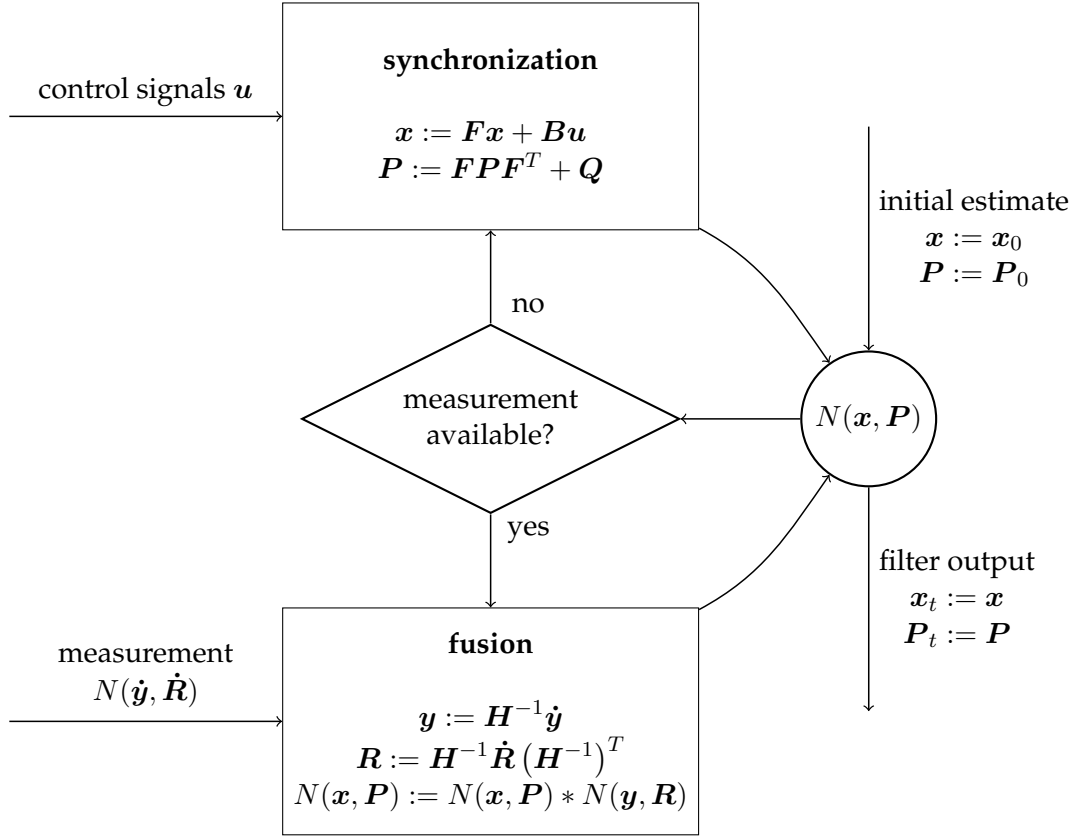 synchronization
control signals u
x := Fx + Bu
P := FPF^T + Q
initial estimate
x := x_0
P := P_0
no
measurement
available?
N(x, P)
yes
filter output
x_t := x
P_t := P
fusion
measurement
N(ẏ, Ṙ)
y := H^{-1}ẏ
R := H^{-1}Ṙ(H^{-1})^T
N(x, P) := N(x, P) ∗ N(y, R)